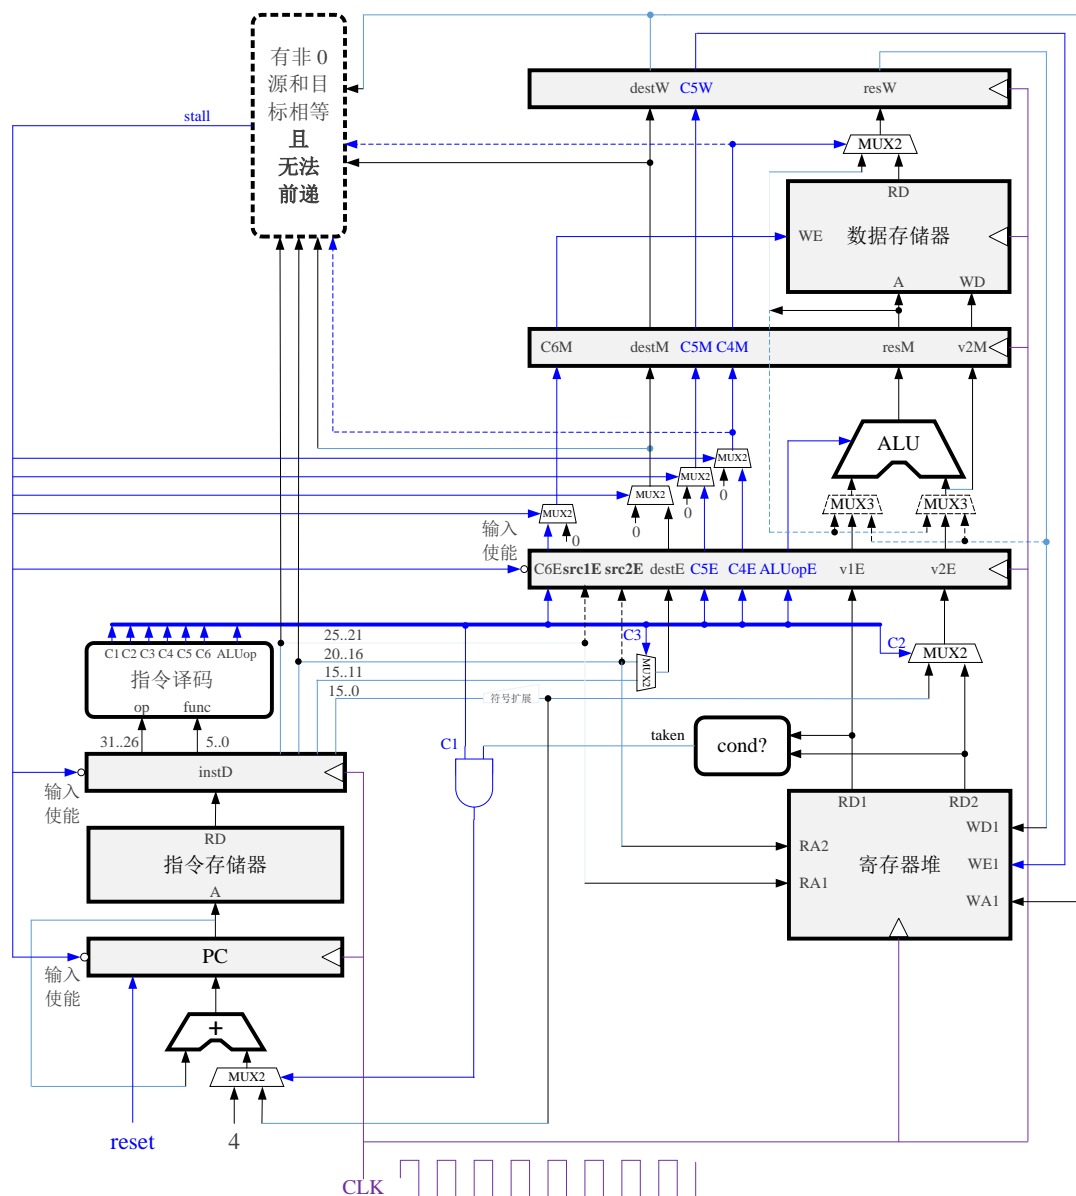 有非 0
源和目
标相等
且
无法
前递
stall
destW C5W resW
MUX2
RD
WE 数据存储器
A WD
C6M destM C5M C4M resM v2M
ALU
MUX2
MUX2
MUX2
MUX2
0
0
0
0
MUX3 MUX3
输入
使能
C6E src1E src2E destE C5E C4E ALUopE v1E v2E
25..21
20..16
15..11
15..0
C3
MUX2
C2
MUX2
符号扩展
C1 C2 C3 C4 C5 C6 ALUop
指令译码
op func
31..26 5..0
C1
taken
cond?
instD
输入
使能
RD1 RD2
WD1
RA2 寄存器堆 WE1
RA1
WA1
RD
指令存储器
A
PC
输入
使能
+
MUX2
reset
4
CLK